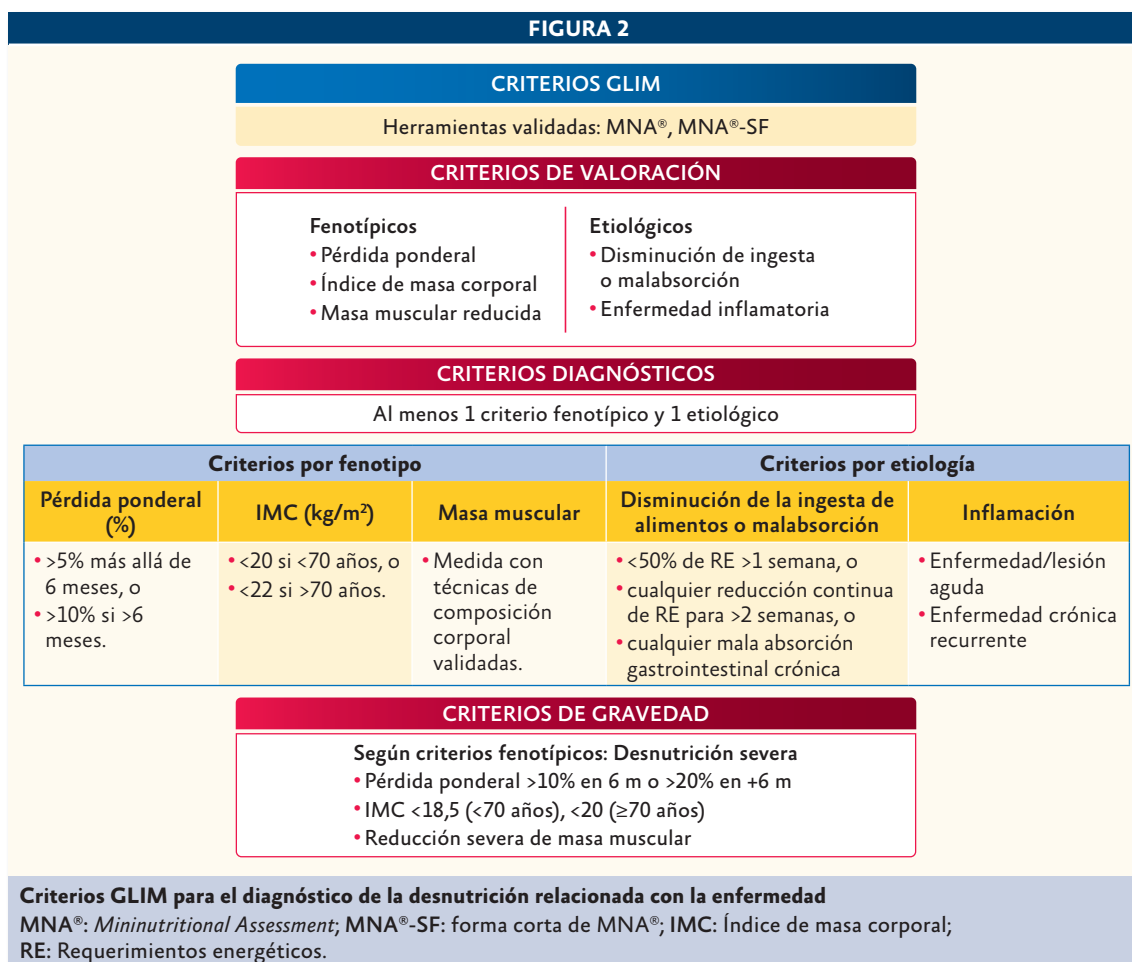 FIGURA 2
CRITERIOS GLIM
Herramientas validadas: MNA®, MNA®-SF
CRITERIOS DE VALORACIÓN
Fenotípicos
• Pérdida ponderal
• Índice de masa corporal
• Masa muscular reducida
Etiológicos
• Disminución de ingesta
o malabsorción
• Enfermedad inflamatoria
CRITERIOS DIAGNÓSTICOS
Al menos 1 criterio fenotípico y 1 etiológico
Criterios por fenotipo
Criterios por etiología
Pérdida ponderal
(%)
IMC (kg/m²)
Masa muscular
Disminución de la ingesta de
alimentos o malabsorción
Inflamación
• >5% más allá de
6 meses, o
• >10% si >6
meses.
• <20 si <70 años, o
• <22 si >70 años.
• Medida con
técnicas de
composición
corporal
validadas.
• <50% de RE >1 semana, o
• cualquier reducción continua
de RE para >2 semanas, o
• cualquier mala absorción
gastrointestinal crónica
• Enfermedad/lesión
aguda
• Enfermedad crónica
recurrente
CRITERIOS DE GRAVEDAD
Según criterios fenotípicos: Desnutrición severa
• Pérdida ponderal >10% en 6 m o >20% en +6 m
• IMC <18,5 (<70 años), <20 (≥70 años)
• Reducción severa de masa muscular
Criterios GLIM para el diagnóstico de la desnutrición relacionada con la enfermedad
MNA®: Mininutritional Assessment; MNA®-SF: forma corta de MNA®; IMC: Índice de masa corporal;
RE: Requerimientos energéticos.